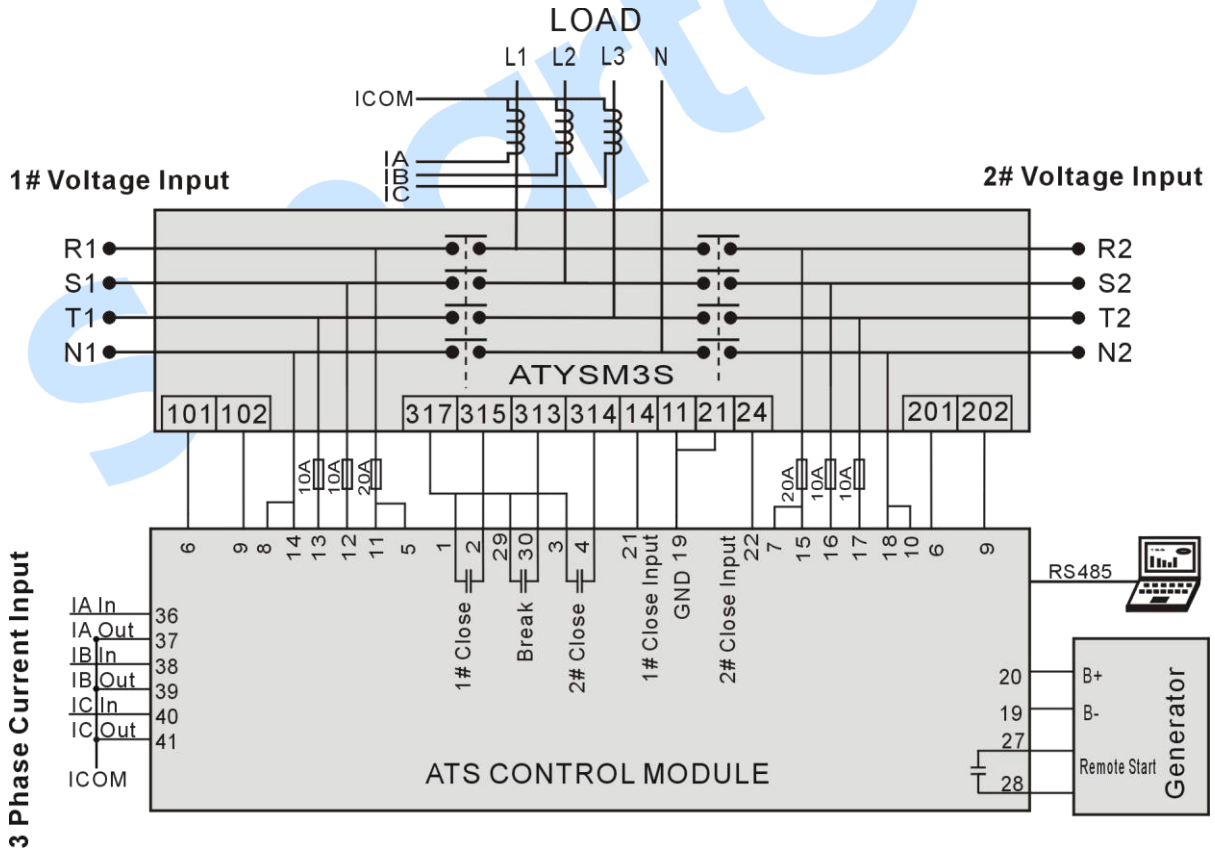 LOAD
L1 L2 L3 N
ICOM
IA
IB
IC
1# Voltage Input
2# Voltage Input
R1
S1
T1
N1
R2
S2
T2
N2
ATYSM3S
101 102
317 315 313 314 14 11 21 24
201 202
10A 10A 20A
20A 10A 10A
6 9 8 14 13 12 11 5 1 2 29 30 3 4 21 19 22 7 15 16 17 18 10 6 9
1# Close
Break
2# Close
1# Close Input
GND
2# Close Input
RS485
3 Phase Current Input
IA In 36
IA Out 37
IB In 38
IB Out 39
IC In 40
IC Out 41
ICOM
ATS CONTROL MODULE
20 B+
19 B-
27
Remote Start
28
Generator